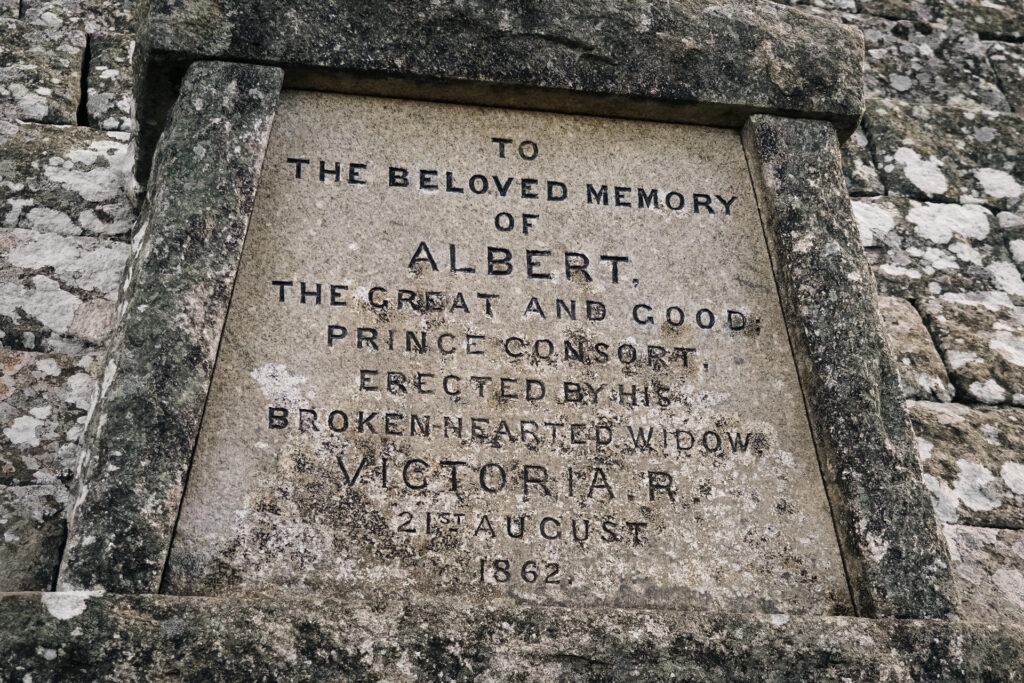 TO
THE BELOVED MEMORY
OF
ALBERT,
THE GREAT AND GOOD,
PRINCE CONSORT,
ERECTED BY HIS
BROKEN-HEARTED WIDOW,
VICTORIA.R.
21ST AUGUST
1862.